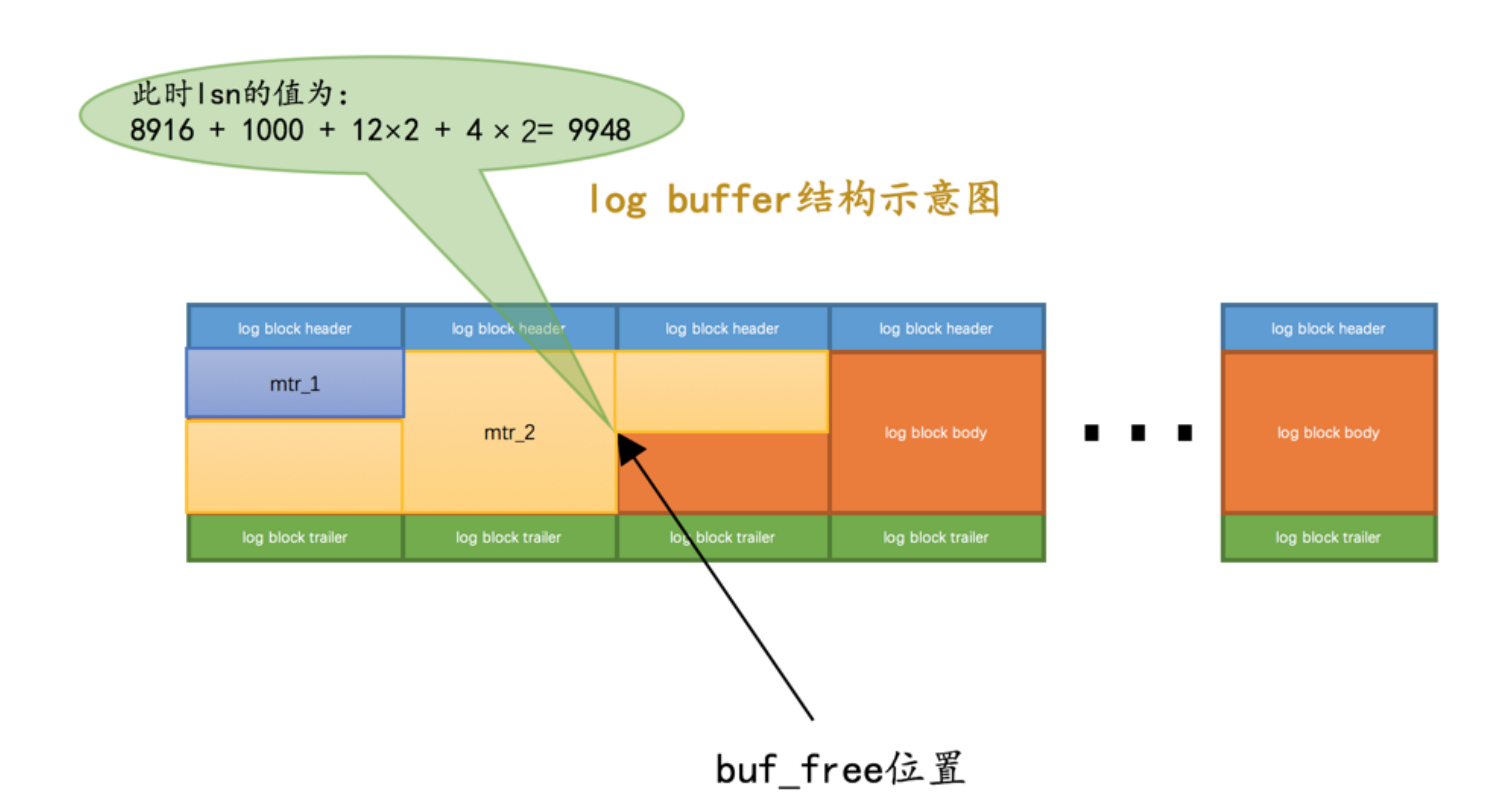 此时lsn的值为：
8916 + 1000 + 12×2 + 4 × 2= 9948
log buffer结构示意图
log block header
log block header
log block header
log block header
log block header
mtr_1
mtr_2
log block body
log block body
log block trailer
log block trailer
log block trailer
log block trailer
log block trailer
buf_free位置